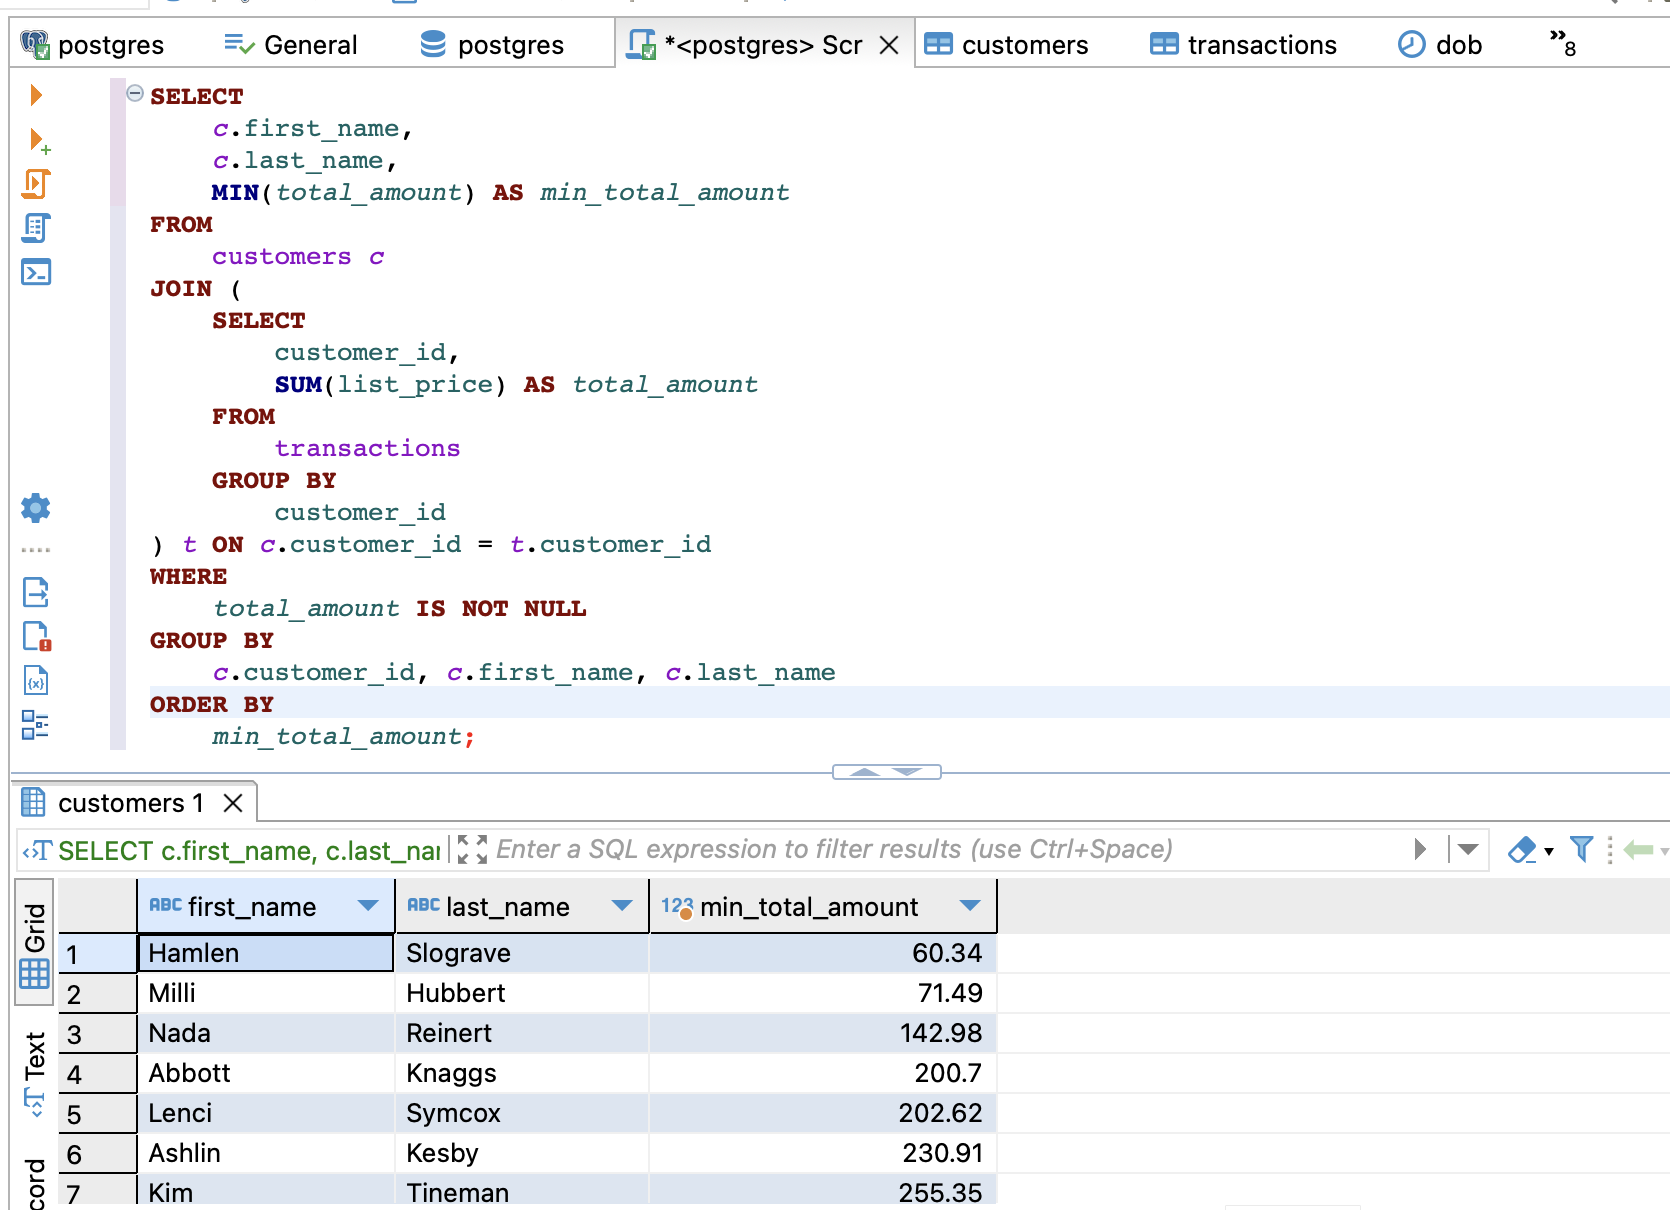 postgres General postgres *<postgres> Scr customers transactions dob »8
SELECT
c.first_name,
c.last_name,
MIN(total_amount) AS min_total_amount
FROM
customers c
JOIN (
SELECT
customer_id,
SUM(list_price) AS total_amount
FROM
transactions
GROUP BY
customer_id
) t ON c.customer_id = t.customer_id
WHERE
total_amount IS NOT NULL
GROUP BY
c.customer_id, c.first_name, c.last_name
ORDER BY
min_total_amount;
customers 1
SELECT c.first_name, c.last_nar Enter a SQL expression to filter results (use Ctrl+Space)
Grid
Text
cord
ABC first_name ABC last_name 123 min_total_amount
1 Hamlen Slograve 60.34
2 Milli Hubbert 71.49
3 Nada Reinert 142.98
4 Abbott Knaggs 200.7
5 Lenci Symcox 202.62
6 Ashlin Kesby 230.91
7 Kim Tineman 255.35